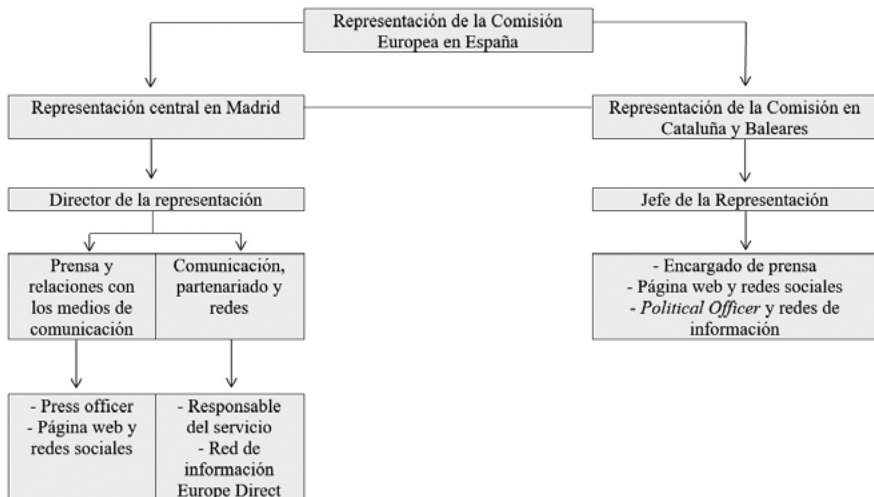 Representación de la Comisión
Europea en España
Representación central en Madrid
Representación de la Comisión en
Cataluña y Baleares
Director de la representación
Jefe de la Representación
Prensa y
relaciones con
los medios de
comunicación
Comunicación,
partenariado y
redes
- Encargado de prensa
- Página web y redes sociales
- Political Officer y redes de
información
- Press officer
- Página web y
redes sociales
- Responsable
del servicio
- Red de
información
Europe Direct